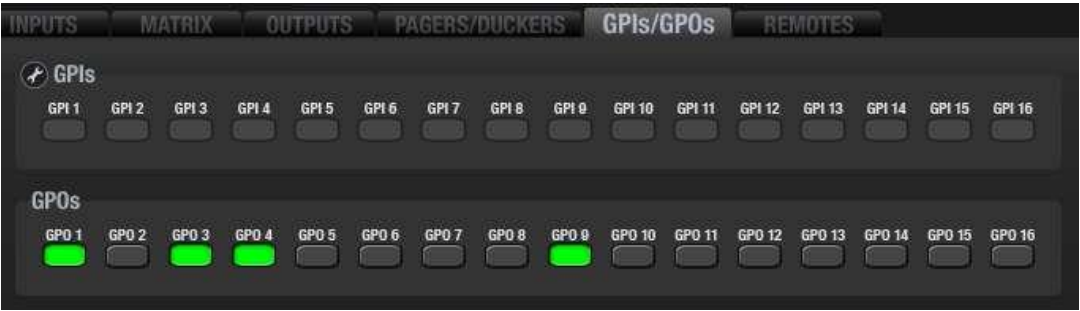 INPUTS MATRIX OUTPUTS PAGERS/DUCKERS GPIs/GPOs REMOTES
GPIs
GPI 1 GPI 2 GPI 3 GPI 4 GPI 5 GPI 6 GPI 7 GPI 8 GPI 9 GPI 10 GPI 11 GPI 12 GPI 13 GPI 14 GPI 15 GPI 16
GPOs
GPO 1 GPO 2 GPO 3 GPO 4 GPO 5 GPO 6 GPO 7 GPO 8 GPO 9 GPO 10 GPO 11 GPO 12 GPO 13 GPO 14 GPO 15 GPO 16